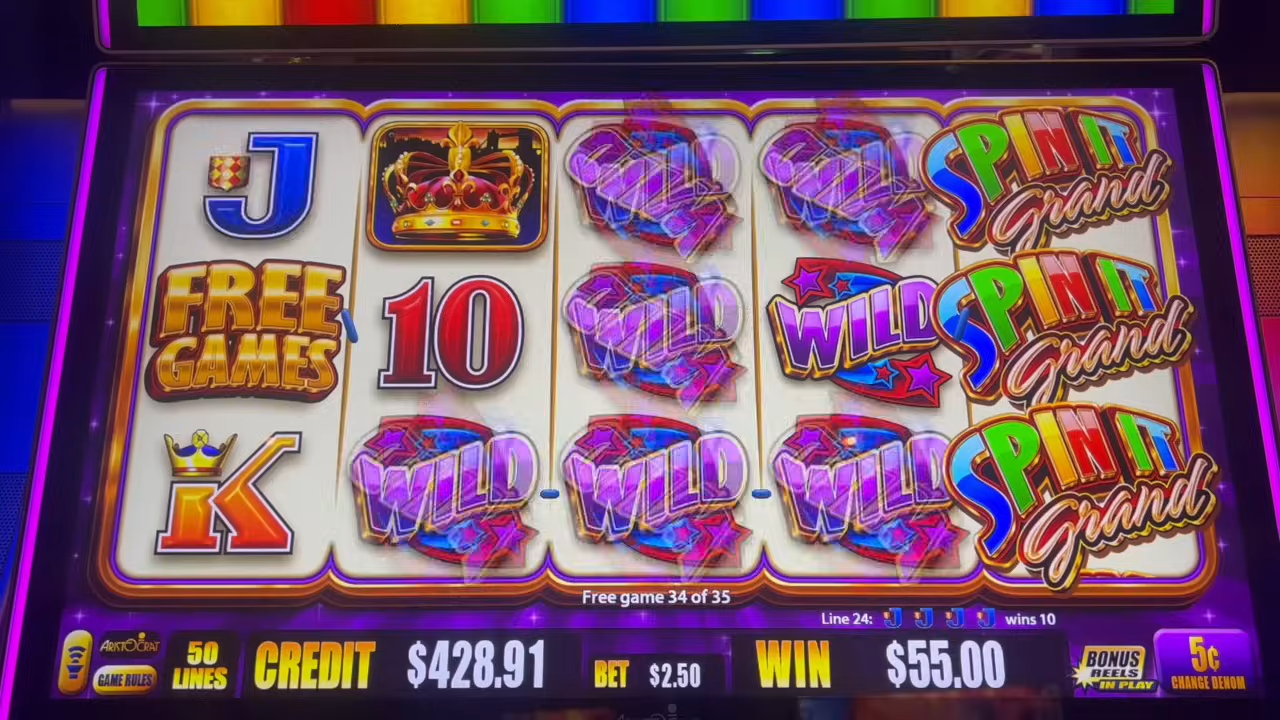 J
WILD
WILD
SPIN IT
Grand
FREE
GAMES
10
WILD
WILD
SPIN IT
Grand
K
WILD
WILD
WILD
SPIN IT
Grand
Free game 34 of 35
Line 24: J J J J wins 10
ARISTOCRAT
GAME RULES
50
LINES
CREDIT $428.91
BET $2.50
WIN $55.00
BONUS
REELS
IN PLAY
5¢
CHANGE DENOM